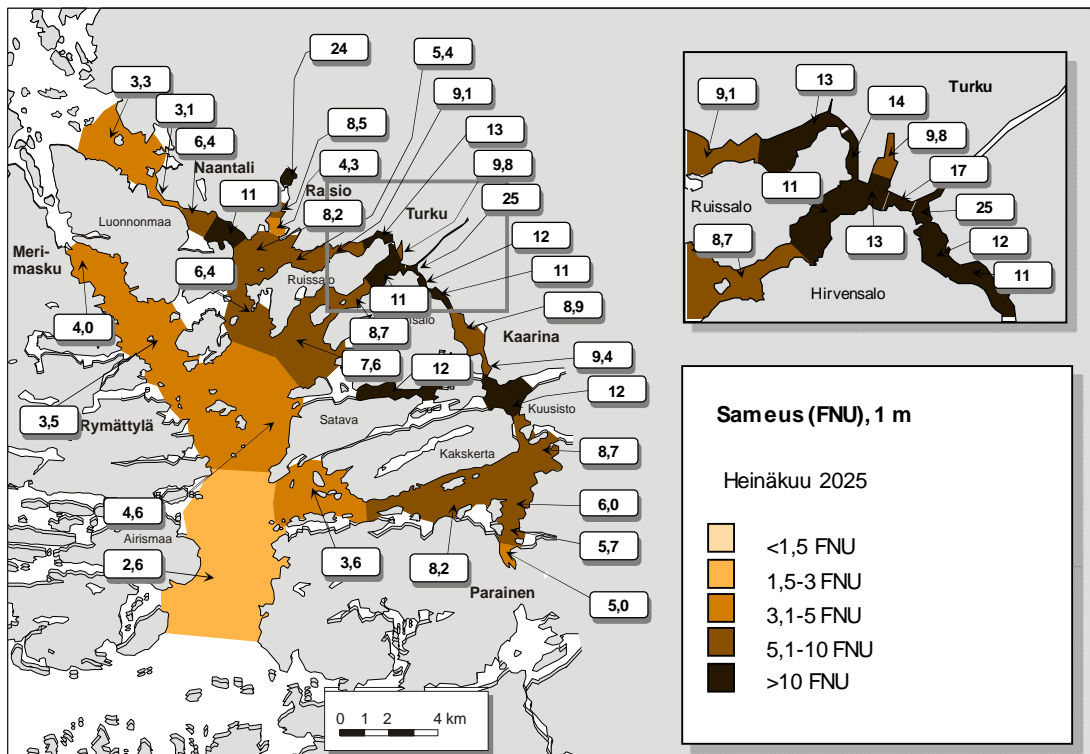 24
5,4
3,3
9,1
3,1
13
6,4
8,5
9,8
Naantali
4,3
25
11
Raisio
8,2
Turku
12
Luonnonmaa
Meri-
masku
6,4
Ruissalo
11
11
salo
4,0
8,7
8,9
Kaarina
7,6
9,4
12
12
3,5
Rymättylä
Satava
Kuusisto
Kakskerta
8,7
4,6
6,0
Airismaa
2,6
3,6
8,2
5,7
Parainen
5,0
0 1 2 4 km
13
Turku
9,1
14
9,8
11
17
Ruissalo
25
8,7
13
12
11
Hirvensalo
Sameus (FNU), 1 m
Heinäkuu 2025
<1,5 FNU
1,5-3 FNU
3,1-5 FNU
5,1-10 FNU
>10 FNU